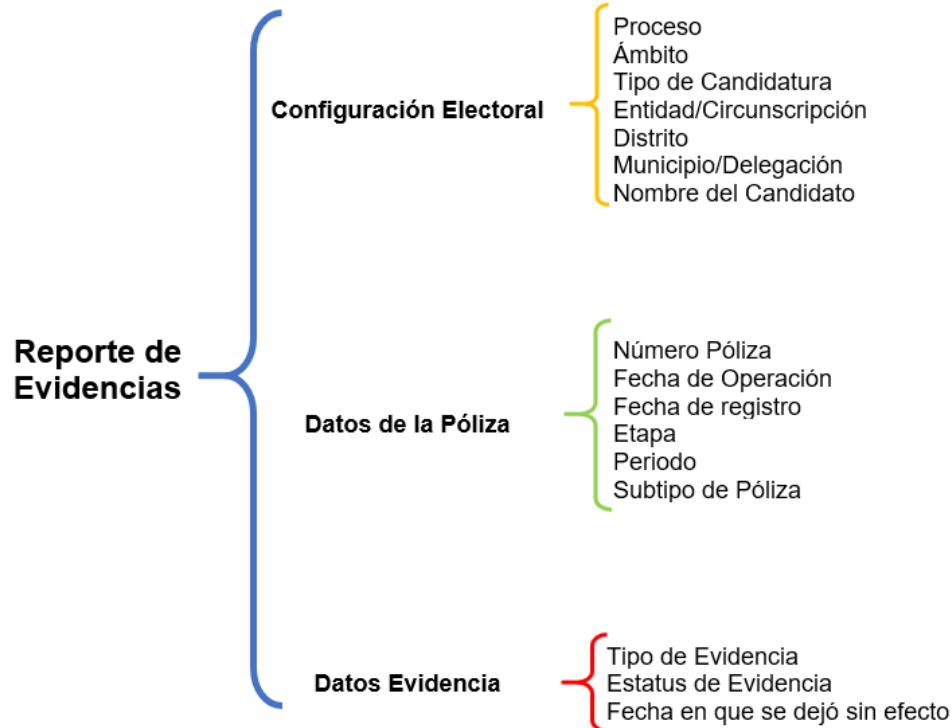 Reporte de
Evidencias
Configuración Electoral
Proceso
Ámbito
Tipo de Candidatura
Entidad/Circunscripción
Distrito
Municipio/Delegación
Nombre del Candidato
Datos de la Póliza
Número Póliza
Fecha de Operación
Fecha de registro
Etapa
Periodo
Subtipo de Póliza
Datos Evidencia
Tipo de Evidencia
Estatus de Evidencia
Fecha en que se dejó sin efecto